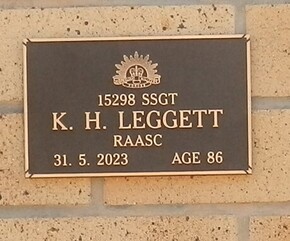 15298 SSGT
K. H. LEGGETT
RAASC
31. 5. 2023 AGE 86